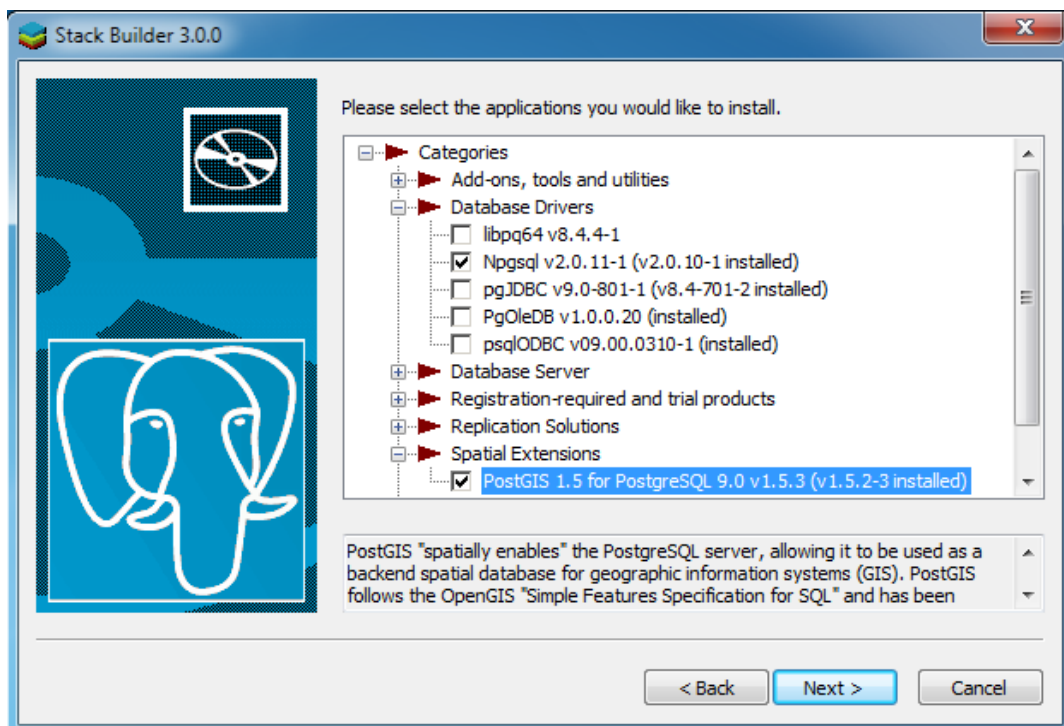 Stack Builder 3.0.0
Please select the applications you would like to install.
Categories
Add-ons, tools and utilities
Database Drivers
libpq64 v8.4.4-1
Npgsql v2.0.11-1 (v2.0.10-1 installed)
pgJDBC v9.0-801-1 (v8.4-701-2 installed)
PgOleDB v1.0.0.20 (installed)
psqlODBC v09.00.0310-1 (installed)
Database Server
Registration-required and trial products
Replication Solutions
Spatial Extensions
PostGIS 1.5 for PostgreSQL 9.0 v1.5.3 (v1.5.2-3 installed)
PostGIS "spatially enables" the PostgreSQL server, allowing it to be used as a
backend spatial database for geographic information systems (GIS). PostGIS
follows the OpenGIS "Simple Features Specification for SQL" and has been
< Back Next > Cancel